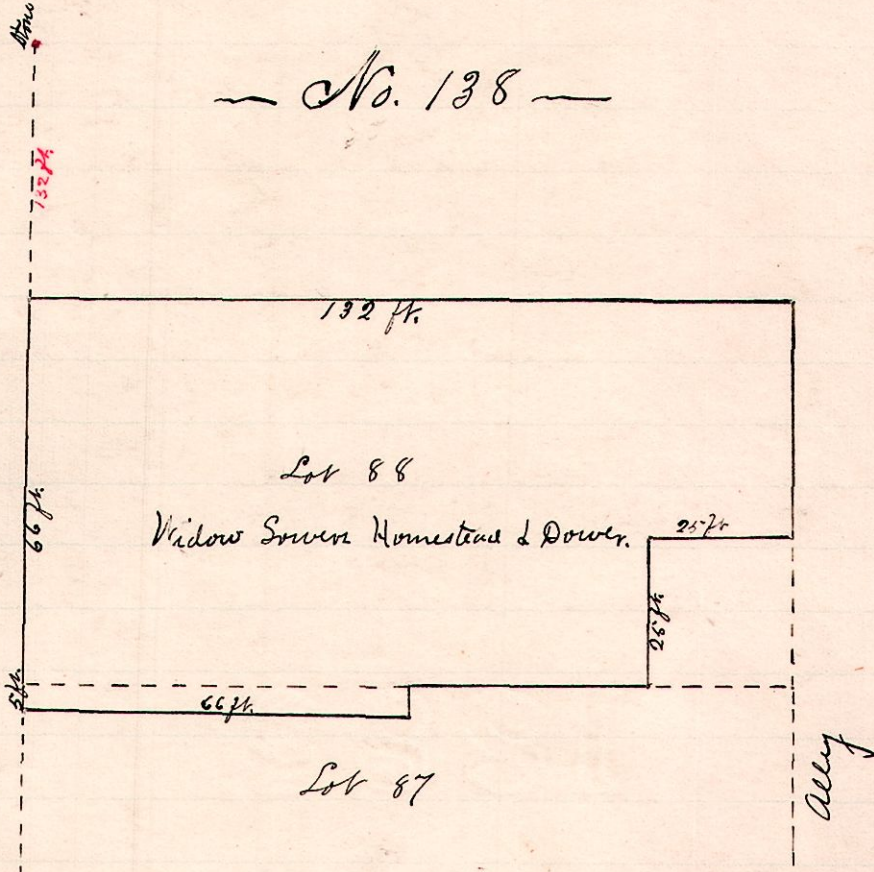 Stone
— No. 138 —
132 ft.
132 ft.
Lot 88
66 ft.
Widow Sowers Homestead & Dower.
25 ft
25 ft.
5 ft.
66 ft.
Lot 87
Alley